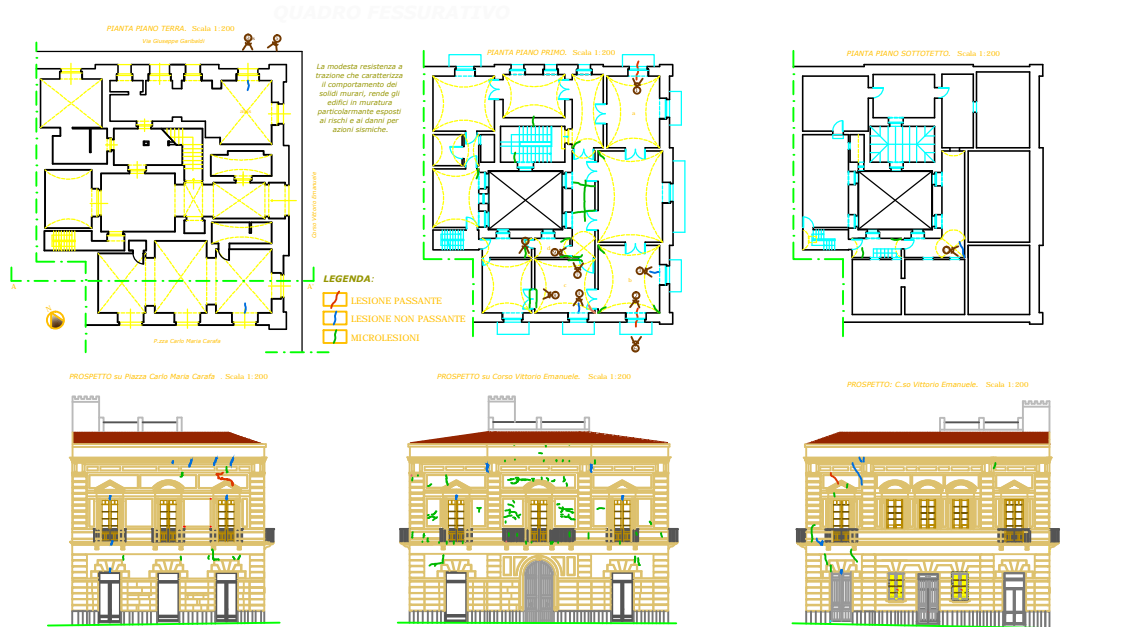 QUADRO FESSURATIVO
PIANTA PIANO TERRA. Scala 1:200
Via Giuseppe Garibaldi
PIANTA PIANO PRIMO. Scala 1:200
PIANTA PIANO SOTTOTETTO. Scala 1:200
La modesta resistenza a
trazione che caratterizza
il comportamento dei
solidi murari, rende gli
edifici in muratura
particolarmante esposti
ai rischi e ai danni per
azioni sismiche.
Corso Vittorio Emanuele
A
A
P.zza Carlo Maria Carafa
LEGENDA:
LESIONE PASSANTE
LESIONE NON PASSANTE
MICROLESIONI
PROSPETTO su Piazza Carlo Maria Carafa . Scala 1:200
PROSPETTO su Corso Vittorio Emanuele. Scala 1:200
PROSPETTO: C.so Vittorio Emanuele. Scala 1:200